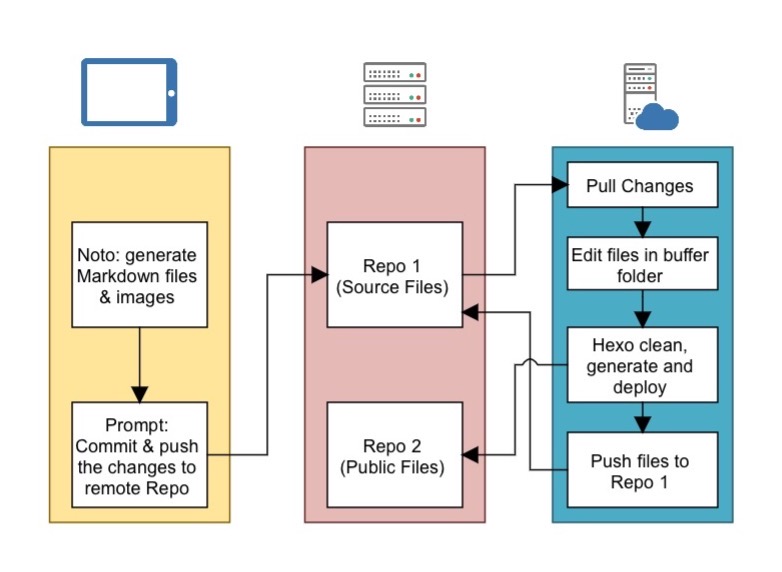 Noto: generate
Markdown files
& images
Prompt:
Commit & push
the changes to
remote Repo
Repo 1
(Source Files)
Repo 2
(Public Files)
Pull Changes
Edit files in buffer
folder
Hexo clean,
generate and
deploy
Push files to
Repo 1